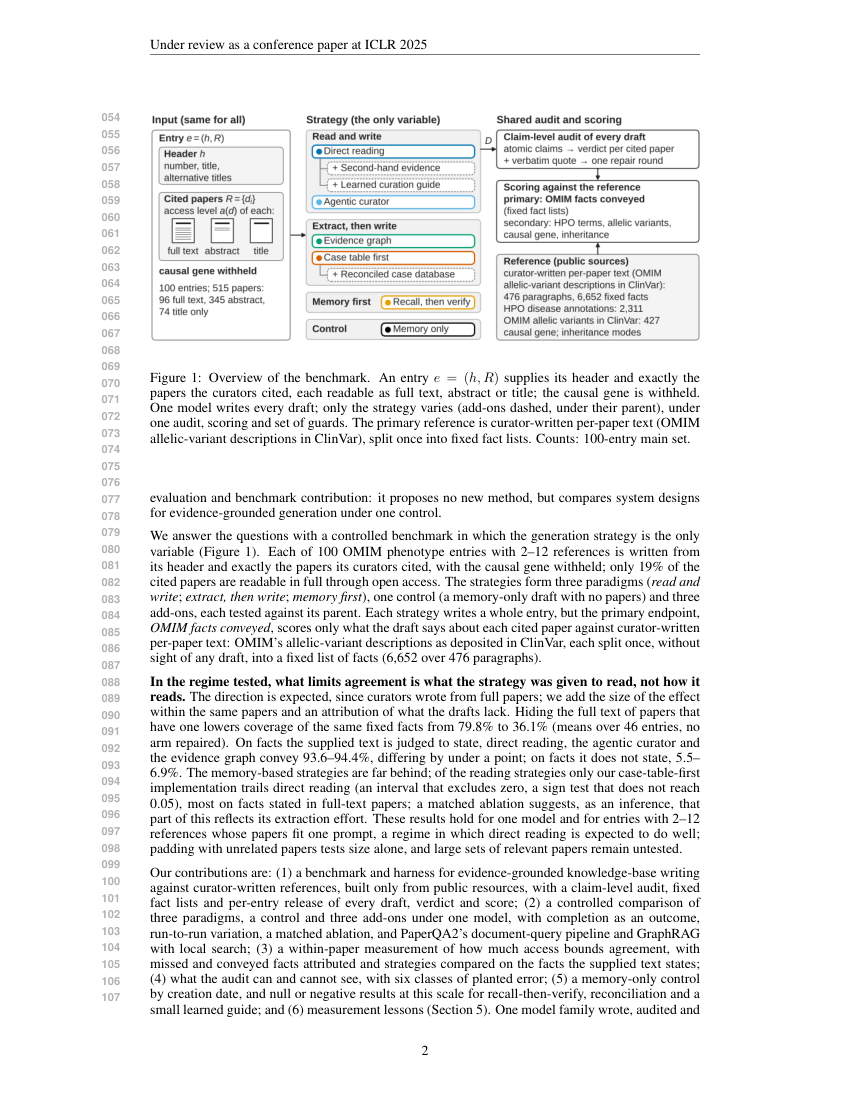 Under review as a conference paper at ICLR 2025
054
055
056
057
058
059
060
061
062
063
064
065
066
067
068
069
070
071
072
073
074
075
076
077
078
079
080
081
082
083
084
085
086
087
088
089
090
091
092
093
094
095
096
097
098
099
100
101
102
103
104
105
106
107
Input (same for all)
Entry e = (h, R)
Header h
number, title,
alternative titles
Cited papers R = {dᵢ}
access level a(d) of each:
full text abstract title
causal gene withheld
100 entries; 515 papers:
96 full text, 345 abstract,
74 title only
Strategy (the only variable)
Read and write
Direct reading
+ Second-hand evidence
+ Learned curation guide
Agentic curator
Extract, then write
Evidence graph
Case table first
+ Reconciled case database
Memory first
Recall, then verify
Control
Memory only
D
Shared audit and scoring
Claim-level audit of every draft
atomic claims → verdict per cited paper
+ verbatim quote → one repair round
Scoring against the reference
primary: OMIM facts conveyed
(fixed fact lists)
secondary: HPO terms, allelic variants,
causal gene, inheritance
Reference (public sources)
curator-written per-paper text (OMIM
allelic-variant descriptions in ClinVar):
476 paragraphs, 6,652 fixed facts
HPO disease annotations: 2,311
OMIM allelic variants in ClinVar: 427
causal gene; inheritance modes
Figure 1: Overview of the benchmark. An entry e = (h, R) supplies its header and exactly the
papers the curators cited, each readable as full text, abstract or title; the causal gene is withheld.
One model writes every draft; only the strategy varies (add-ons dashed, under their parent), under
one audit, scoring and set of guards. The primary reference is curator-written per-paper text (OMIM
allelic-variant descriptions in ClinVar), split once into fixed fact lists. Counts: 100-entry main set.
evaluation and benchmark contribution: it proposes no new method, but compares system designs
for evidence-grounded generation under one control.
We answer the questions with a controlled benchmark in which the generation strategy is the only
variable (Figure 1). Each of 100 OMIM phenotype entries with 2–12 references is written from
its header and exactly the papers its curators cited, with the causal gene withheld; only 19% of the
cited papers are readable in full through open access. The strategies form three paradigms (read and
write; extract, then write; memory first), one control (a memory-only draft with no papers) and three
add-ons, each tested against its parent. Each strategy writes a whole entry, but the primary endpoint,
OMIM facts conveyed, scores only what the draft says about each cited paper against curator-written
per-paper text: OMIM's allelic-variant descriptions as deposited in ClinVar, each split once, without
sight of any draft, into a fixed list of facts (6,652 over 476 paragraphs).
In the regime tested, what limits agreement is what the strategy was given to read, not how it
reads. The direction is expected, since curators wrote from full papers; we add the size of the effect
within the same papers and an attribution of what the drafts lack. Hiding the full text of papers that
have one lowers coverage of the same fixed facts from 79.8% to 36.1% (means over 46 entries, no
arm repaired). On facts the supplied text is judged to state, direct reading, the agentic curator and
the evidence graph convey 93.6–94.4%, differing by under a point; on facts it does not state, 5.5–
6.9%. The memory-based strategies are far behind; of the reading strategies only our case-table-first
implementation trails direct reading (an interval that excludes zero, a sign test that does not reach
0.05), most on facts stated in full-text papers; a matched ablation suggests, as an inference, that
part of this reflects its extraction effort. These results hold for one model and for entries with 2–12
references whose papers fit one prompt, a regime in which direct reading is expected to do well;
padding with unrelated papers tests size alone, and large sets of relevant papers remain untested.
Our contributions are: (1) a benchmark and harness for evidence-grounded knowledge-base writing
against curator-written references, built only from public resources, with a claim-level audit, fixed
fact lists and per-entry release of every draft, verdict and score; (2) a controlled comparison of
three paradigms, a control and three add-ons under one model, with completion as an outcome,
run-to-run variation, a matched ablation, and PaperQA2's document-query pipeline and GraphRAG
with local search; (3) a within-paper measurement of how much access bounds agreement, with
missed and conveyed facts attributed and strategies compared on the facts the supplied text states;
(4) what the audit can and cannot see, with six classes of planted error; (5) a memory-only control
by creation date, and null or negative results at this scale for recall-then-verify, reconciliation and a
small learned guide; and (6) measurement lessons (Section 5). One model family wrote, audited and
2